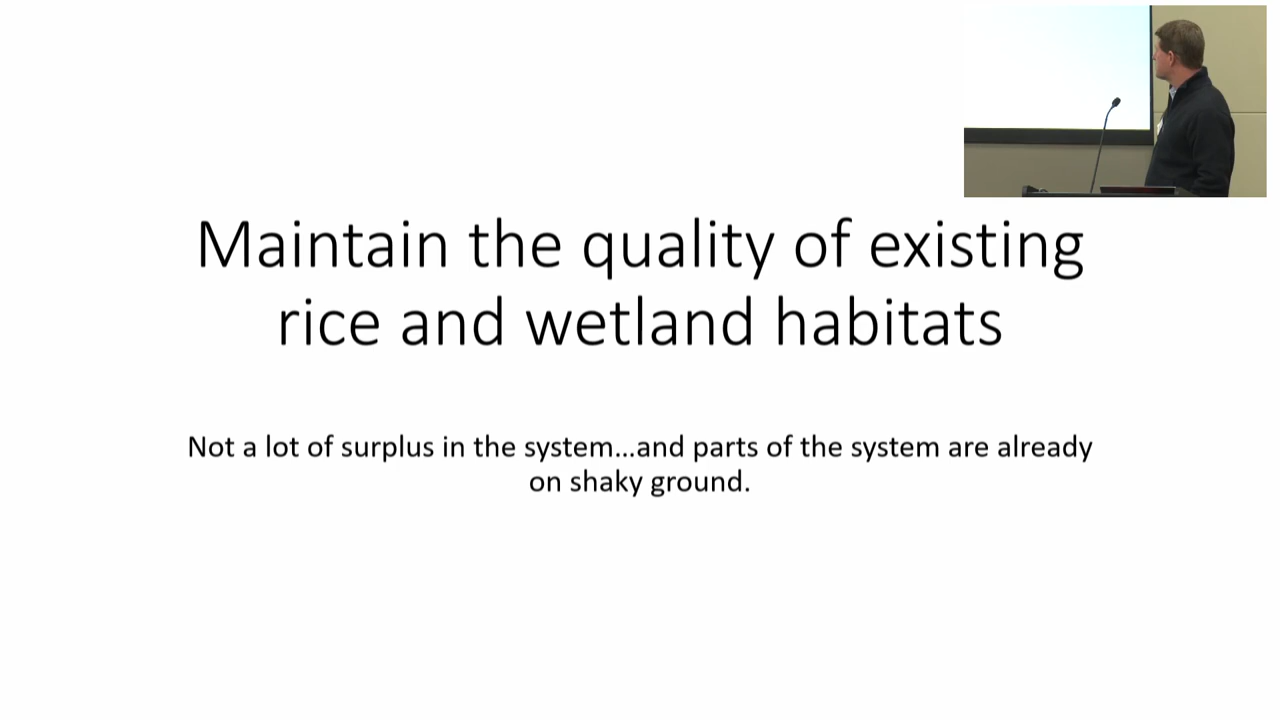 Maintain the quality of existing
rice and wetland habitats
Not a lot of surplus in the system...and parts of the system are already
on shaky ground.